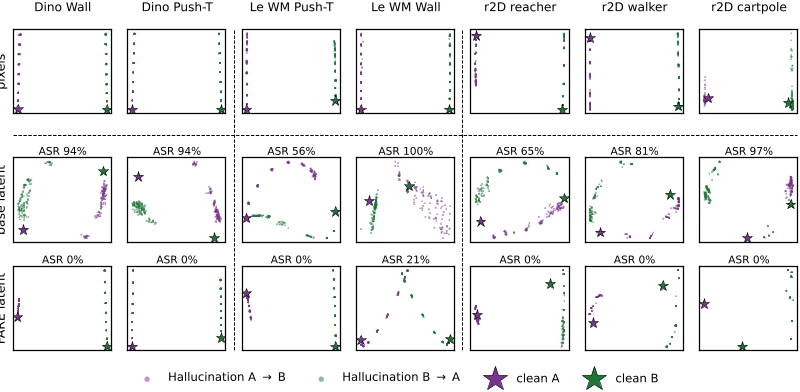 Dino Wall Dino Push-T Le WM Push-T Le WM Wall r2D reacher r2D walker r2D cartpole
pixels
ASR 94% ASR 94% ASR 56% ASR 100% ASR 65% ASR 81% ASR 97%
latent
ASR 0% ASR 0% ASR 0% ASR 21% ASR 0% ASR 0% ASR 0%
latent
Hallucination A → B Hallucination B → A clean A clean B